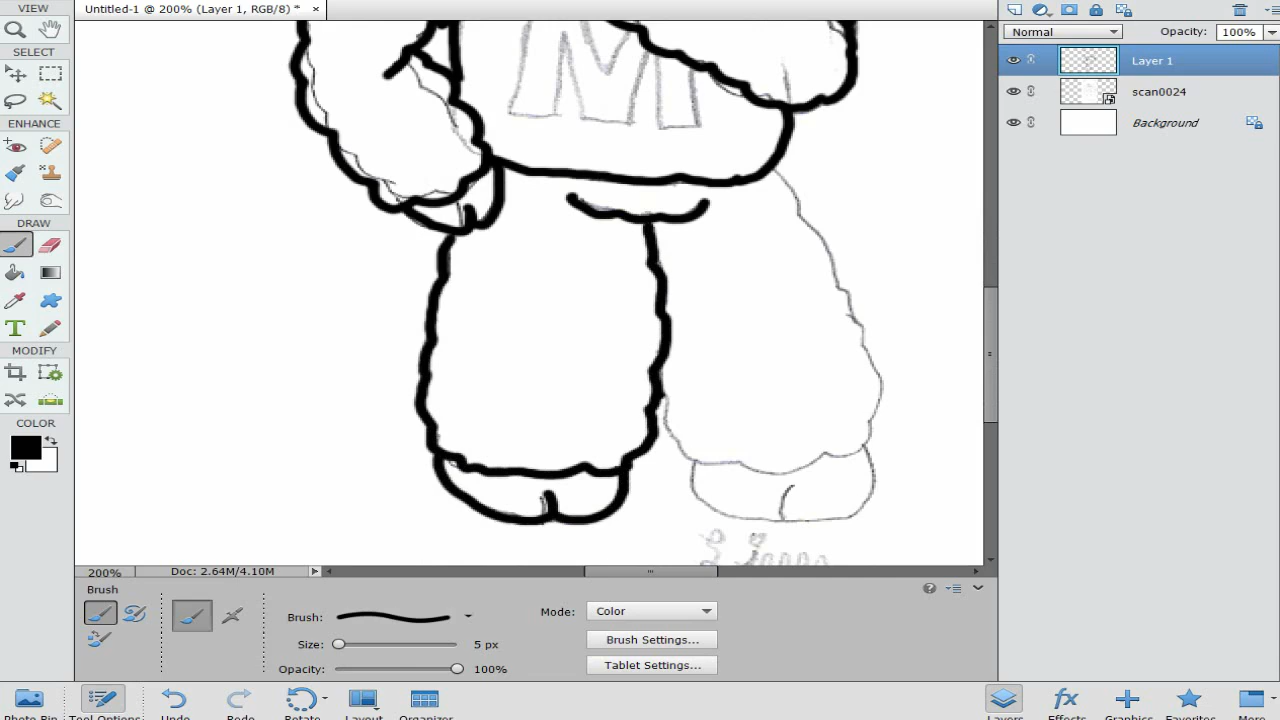 VIEW
Untitled-1 @ 200% (Layer 1, RGB/8) *
SELECT
ENHANCE
DRAW
T
MODIFY
COLOR
M
Normal
Opacity: 100%
Layer 1
scan0024
Background
200%
Doc: 2.64M/4.10M
Brush
Brush:
Size:
5 px
Opacity:
100%
Mode:
Color
Brush Settings...
Tablet Settings...
Photo Bin
Tool Options
Undo
Redo
Rotate
Layout
Organizer
Layers
fx
Effects
Graphics
Favorites
More